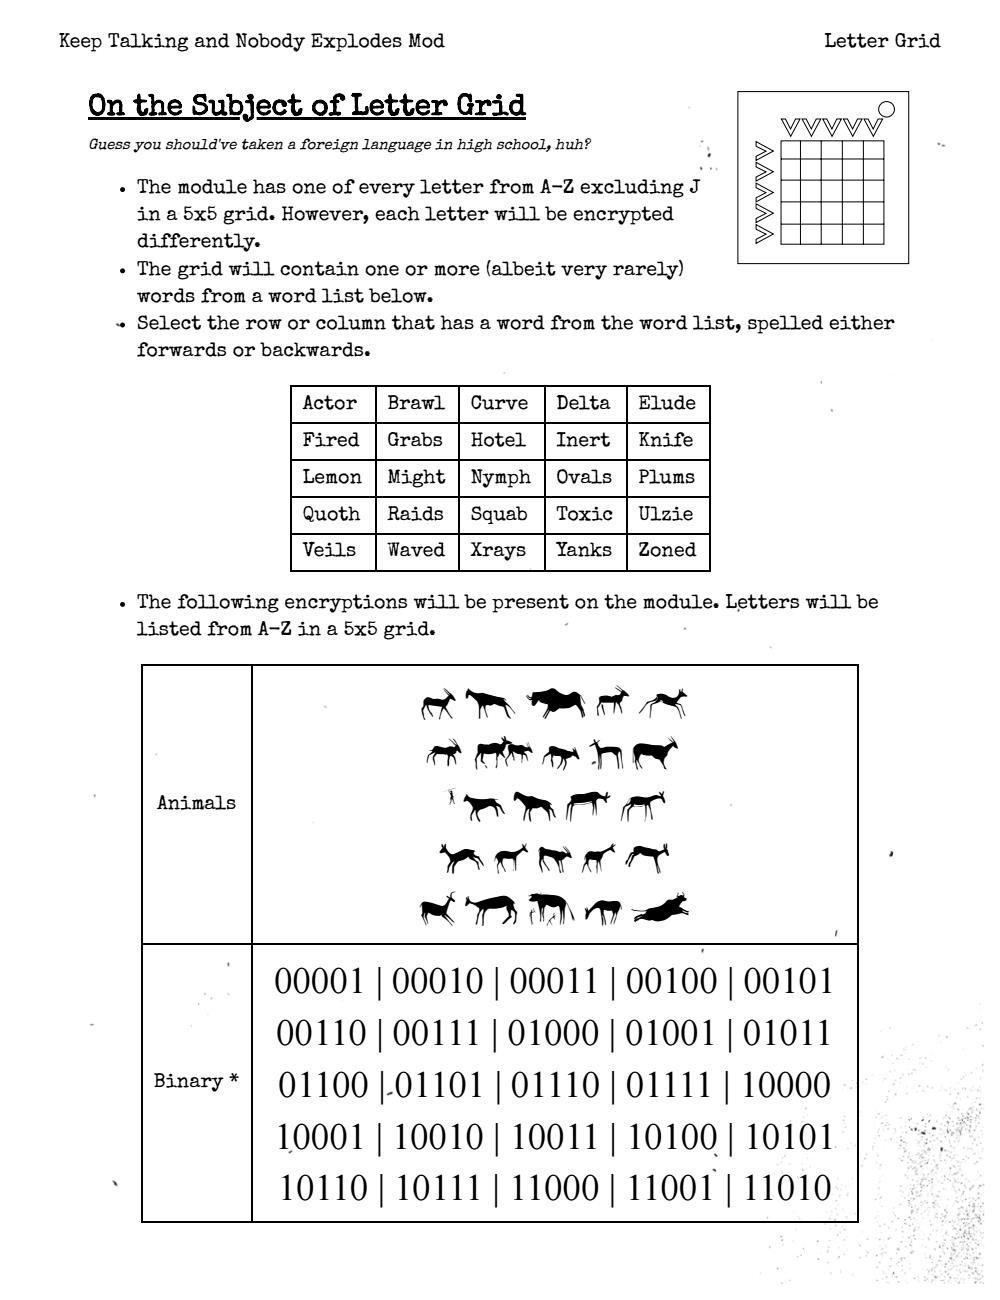 Keep Talking and Nobody Explodes Mod
Letter Grid
On the Subject of Letter Grid
Guess you should've taken a foreign language in high school, huh?
• The module has one of every letter from A-Z excluding J
in a 5x5 grid. However, each letter will be encrypted
differently.
• The grid will contain one or more (albeit very rarely)
words from a word list below.
• Select the row or column that has a word from the word list, spelled either
forwards or backwards.
Actor Brawl Curve Delta Elude
Fired Grabs Hotel Inert Knife
Lemon Might Nymph Ovals Plums
Quoth Raids Squab Toxic Ulzie
Veils Waved Xrays Yanks Zoned
• The following encryptions will be present on the module. Letters will be
listed from A-Z in a 5x5 grid.
Animals
Binary *
00001 | 00010 | 00011 | 00100 | 00101
00110 | 00111 | 01000 | 01001 | 01011
01100 | 01101 | 01110 | 01111 | 10000
10001 | 10010 | 10011 | 10100 | 10101
10110 | 10111 | 11000 | 11001 | 11010